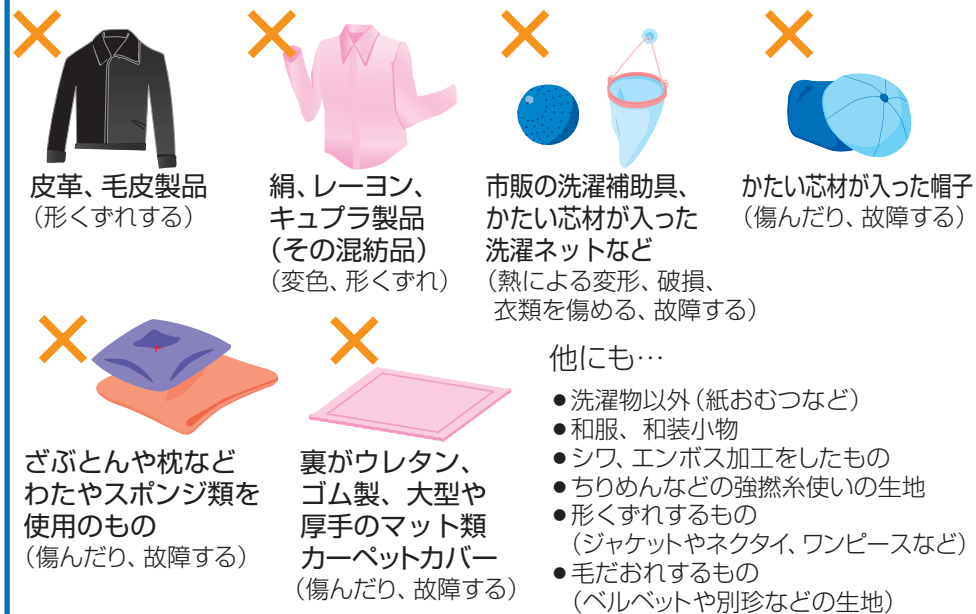 皮革、毛皮製品
（形くずれする）
絹、レーヨン、
キュプラ製品
（その混紡品）
（変色、形くずれ）
市販の洗濯補助具、
かたい芯材が入った
洗濯ネットなど
（熱による変形、破損、
衣類を傷める、故障する）
かたい芯材が入った帽子
（傷んだり、故障する）
ざぶとんや枕など
わたやスポンジ類を
使用のもの
（傷んだり、故障する）
裏がウレタン、
ゴム製、大型や
厚手のマット類
カーペットカバー
（傷んだり、故障する）
他にも…
●洗濯物以外（紙おむつなど）
●和服、和装小物
●シワ、エンボス加工をしたもの
●ちりめんなどの強撚糸使いの生地
●形くずれするもの
（ジャケットやネクタイ、ワンピースなど）
●毛だおれするもの
（ベルベットや別珍などの生地）